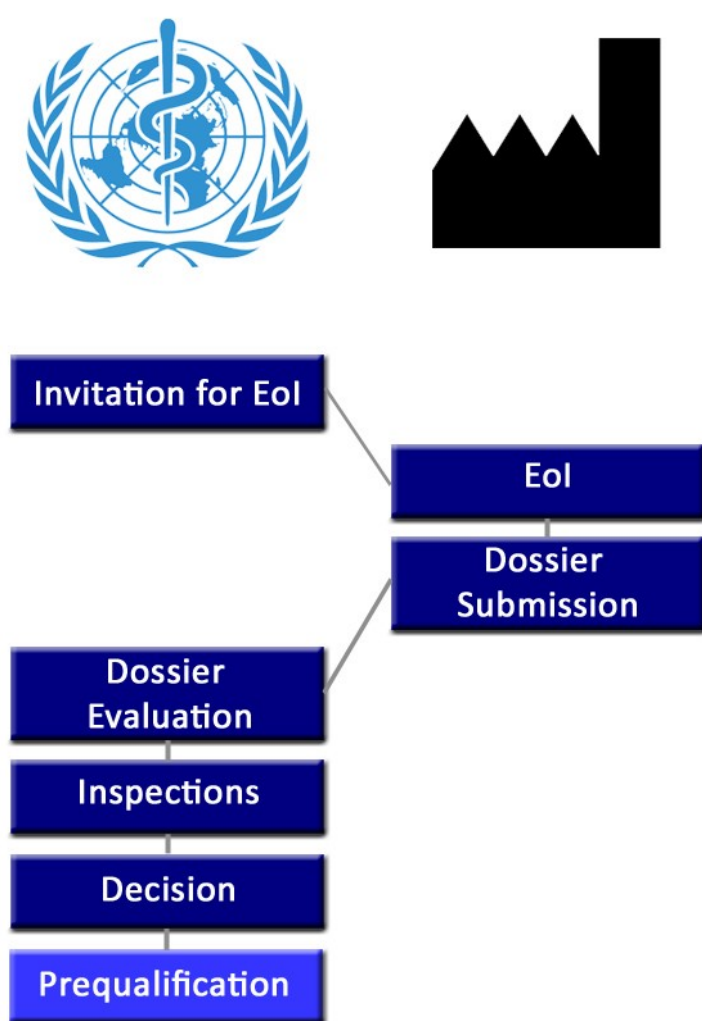 Invitation for EoI
EoI
Dossier
Submission
Dossier
Evaluation
Inspections
Decision
Prequalification